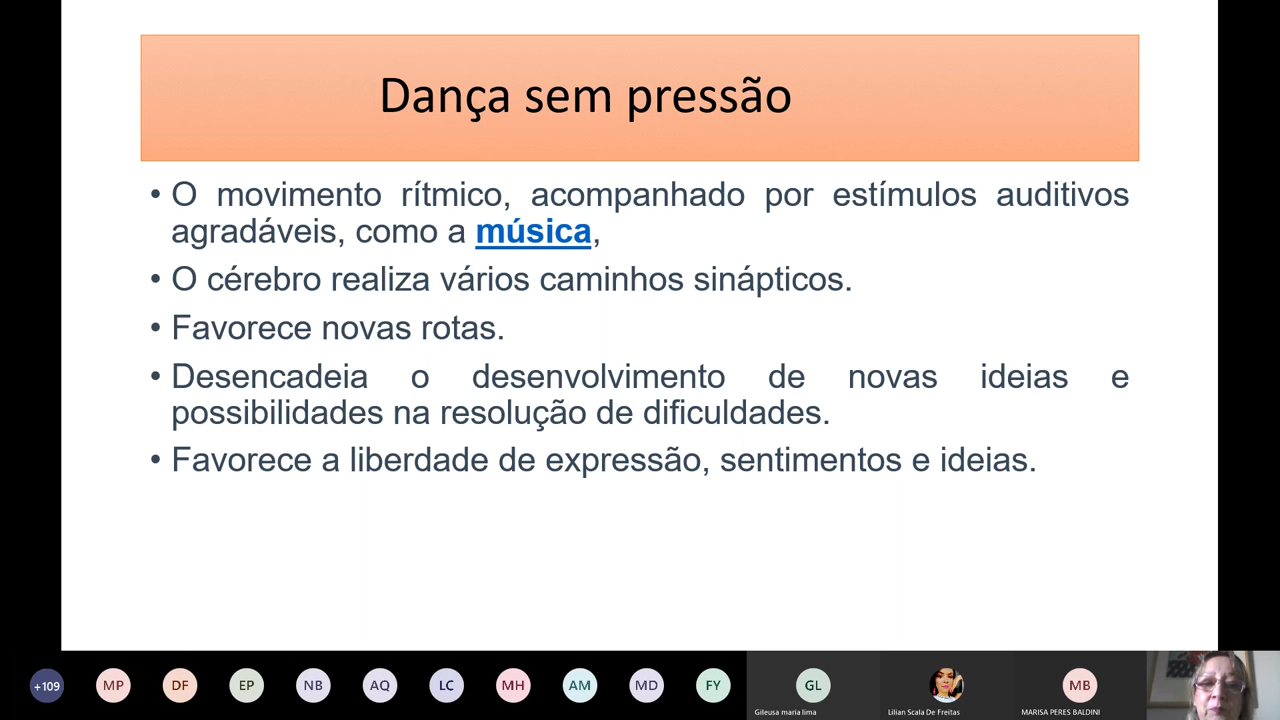 Dança sem pressão
• O movimento rítmico, acompanhado por estímulos auditivos
agradáveis, como a música,
• O cérebro realiza vários caminhos sinápticos.
• Favorece novas rotas.
• Desencadeia o desenvolvimento de novas ideias e
possibilidades na resolução de dificuldades.
• Favorece a liberdade de expressão, sentimentos e ideias.
+109 MP DF EP NB AQ LC MH AM MD FY GL MB
Gileusa maria lima Lilian Scala De Freitas MARISA PERES BALDINI